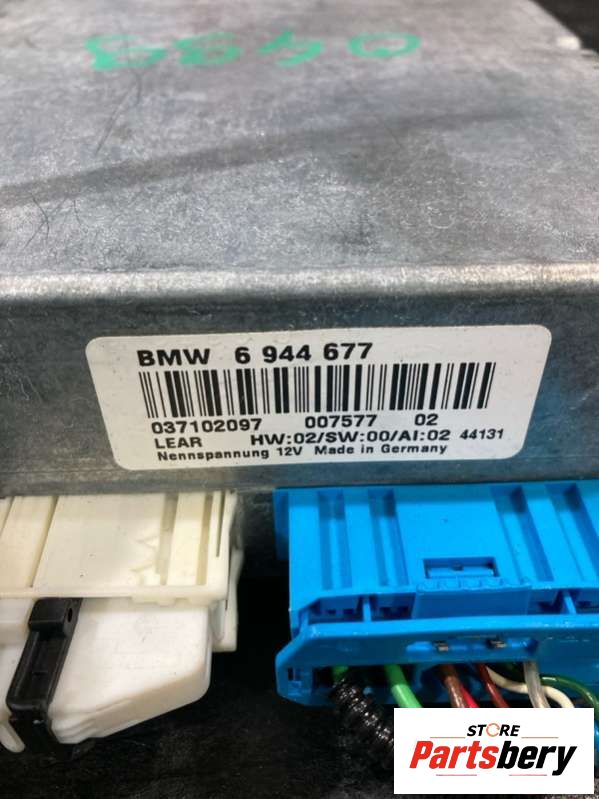 0499
BMW 6 944 677
037102097 007577 02
LEAR HW:02/SW:00/AI:02 44131
Nennspannung 12V Made in Germany
STORE
Partsbery